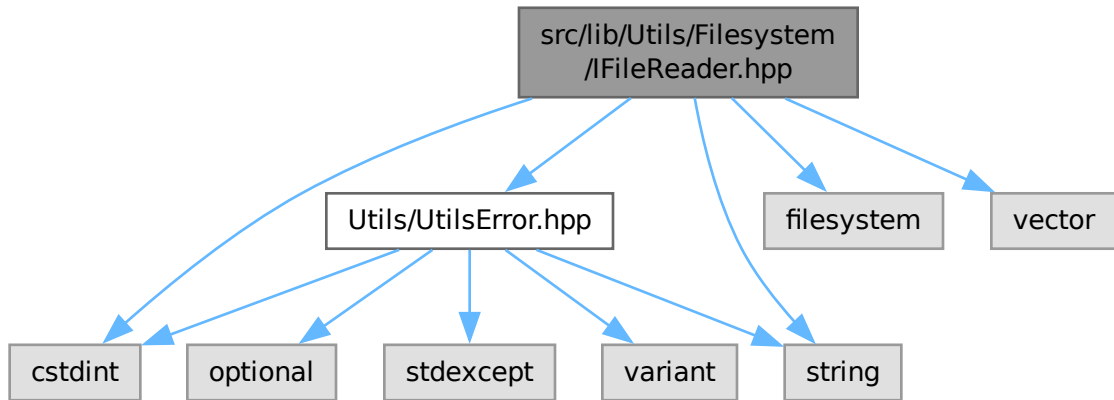 src/lib/Utils/Filesystem
/IFileReader.hpp
Utils/UtilsError.hpp
filesystem
vector
cstdint
optional
stdexcept
variant
string